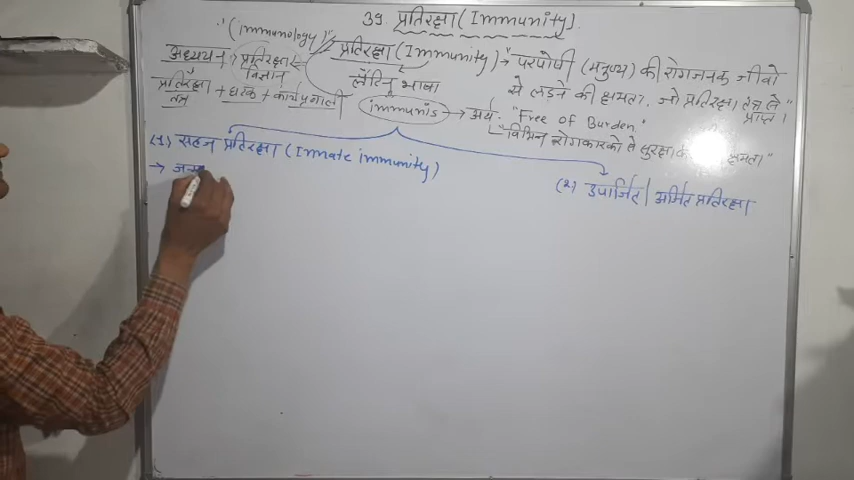 39. प्रतिरक्षा (Immunity).
"(immunology)"
अध्ययन → प्रतिरक्षा विज्ञान
प्रतिरक्षा तंत्र + घटक + कार्यप्रणाली
प्रतिरक्षा (Immunity) → "परपोषी (मनुष्य) की रोगजनक जीवो
से लड़ने की क्षमता, जो प्रतिरक्षा तंत्र से प्राप्त।"
लैटिन भाषा
immunis → अर्थ: "Free of Burden."
"विभिन्न रोगकारको से सुरक्षा क्षमता"
(1) सहज प्रतिरक्षा (Innate immunity)
→ जन्म
(2) उपार्जित / अर्जित प्रतिरक्षा